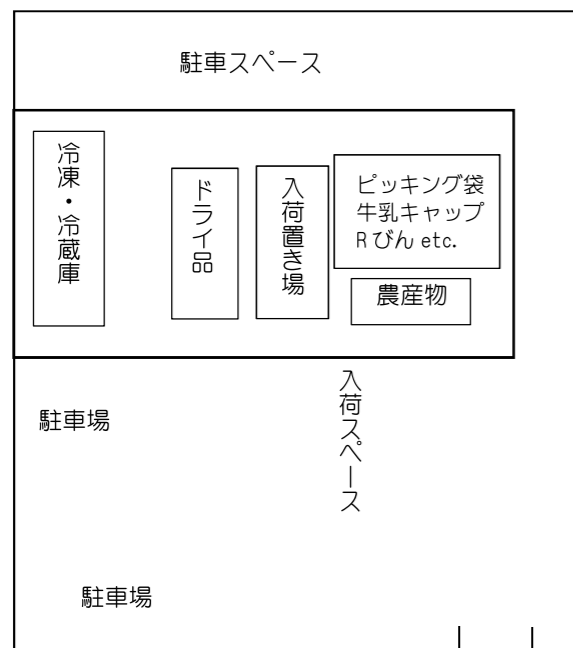 駐車スペース
冷凍・冷蔵庫
ドライ品
入荷置き場
ピッキング袋
牛乳キャップ
Rびん etc.
農産物
入荷スペース
駐車場
駐車場